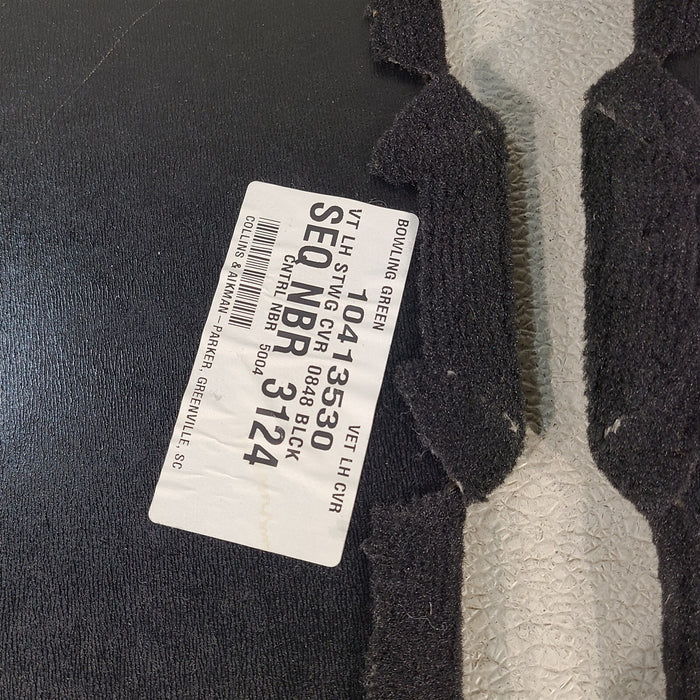 BOWLING GREEN
10413530 VET LH CVR
VT LH STWG CVR 0848 BLCK
SEQ NBR 3124
CNTRL NBR 5004
COLLINS & AIKMAN-PARKER, GREENVILLE, SC